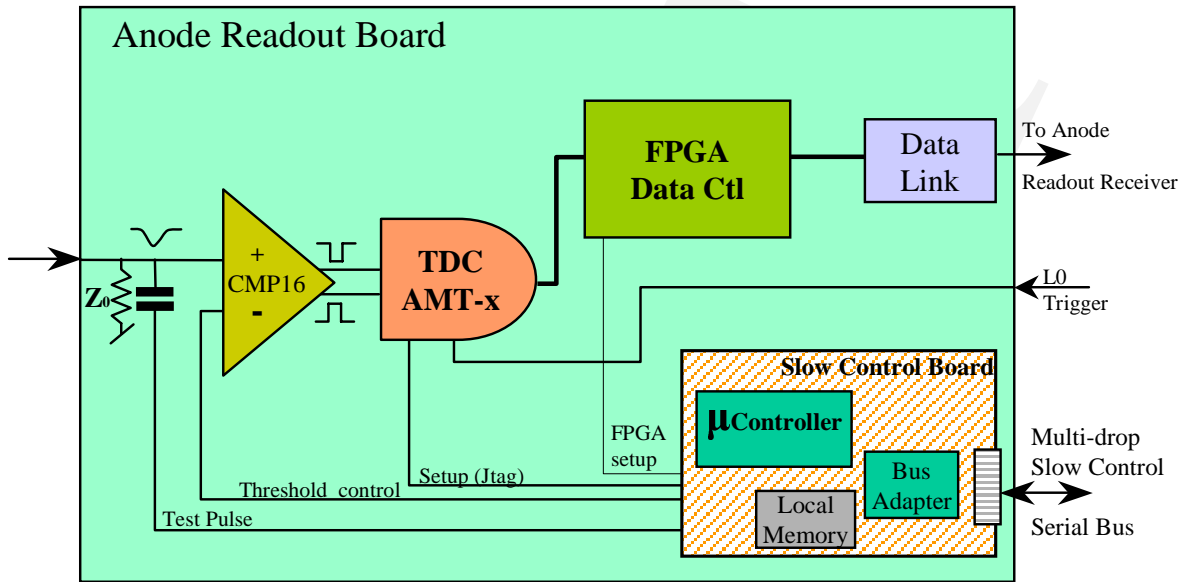 Anode Readout Board
FPGA
Data Ctl
Data
Link
To Anode
Readout Receiver
+
CMP16
-
Z0
TDC
AMT-x
L0
Trigger
Slow Control Board
μController
FPGA
setup
Bus
Adapter
Local
Memory
Multi-drop
Slow Control
Serial Bus
Setup (Jtag)
Threshold control
Test Pulse